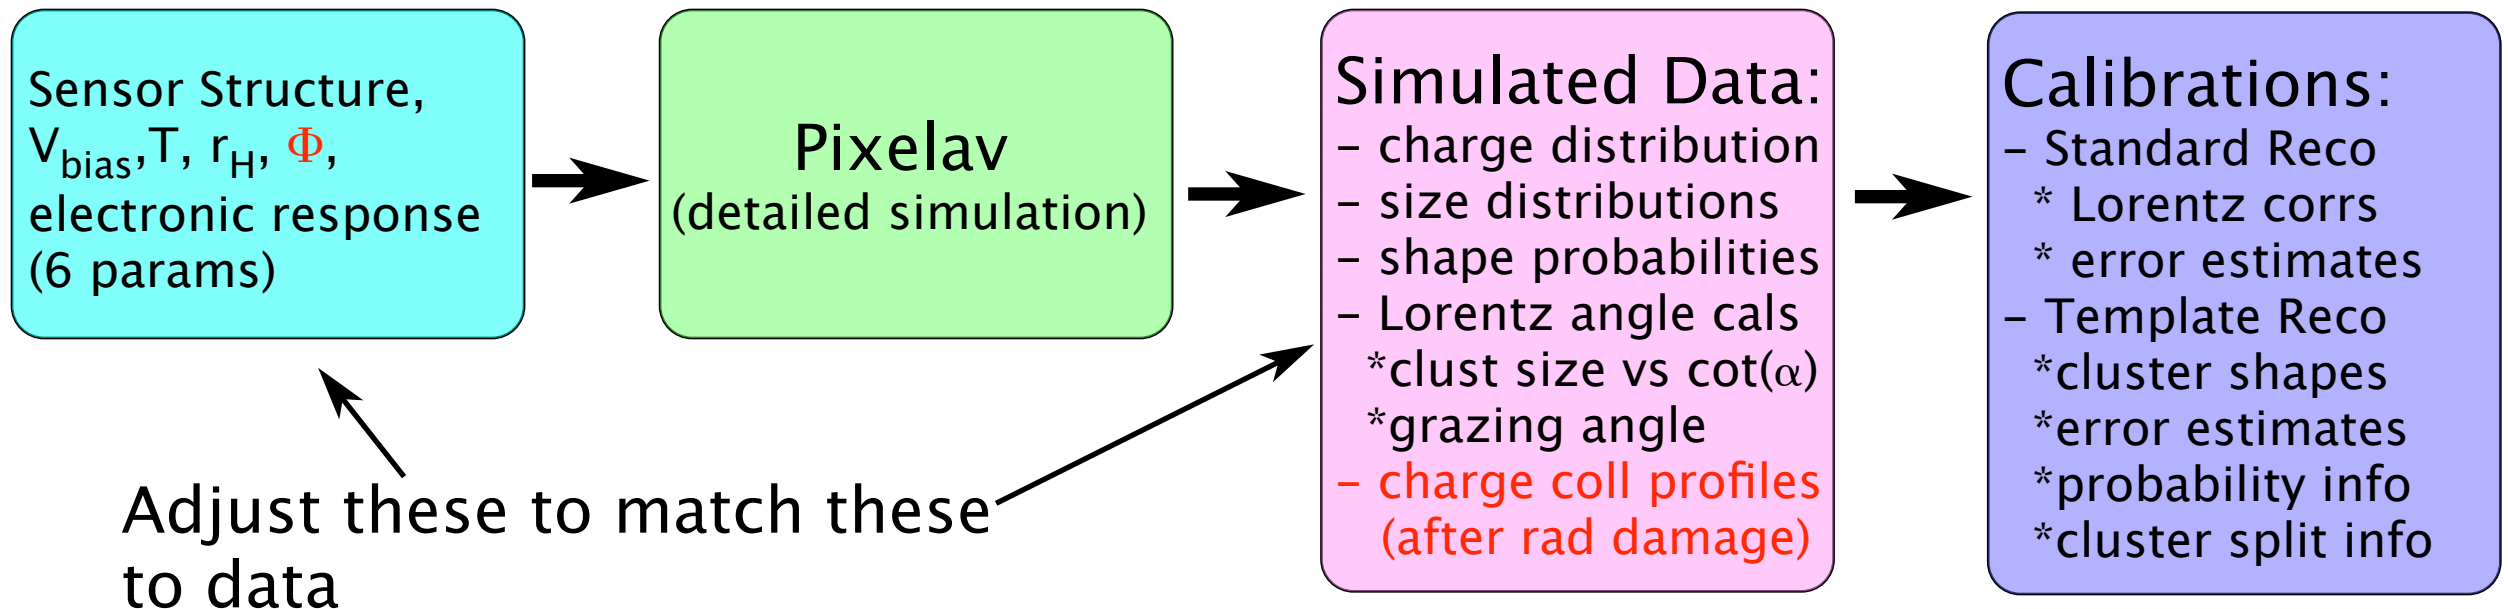 Sensor Structure,
V_bias,T, r_H, Φ,
electronic response
(6 params)
Pixelav
(detailed simulation)
Simulated Data:
– charge distribution
– size distributions
– shape probabilities
– Lorentz angle cals
*clust size vs cot(α)
*grazing angle
– charge coll profiles
(after rad damage)
Calibrations:
– Standard Reco
* Lorentz corrs
* error estimates
– Template Reco
*cluster shapes
*error estimates
*probability info
*cluster split info
Adjust these to match these
to data